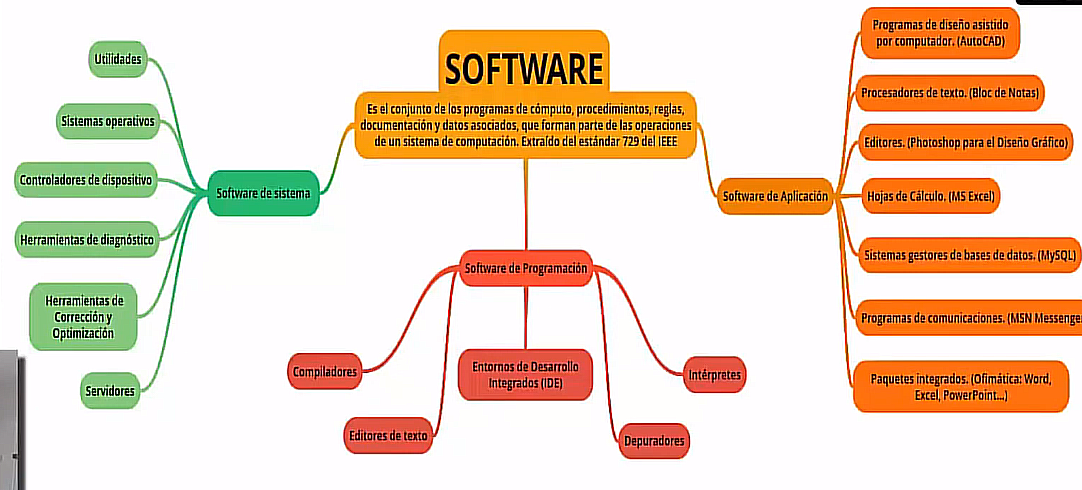 SOFTWARE
Es el conjunto de los programas de cómputo, procedimientos, reglas,
documentación y datos asociados, que forman parte de las operaciones
de un sistema de computación. Extraído del estándar 729 del IEEE
Software de sistema
Utilidades
Sistemas operativos
Controladores de dispositivo
Herramientas de diagnóstico
Herramientas de
Corrección y
Optimización
Servidores
Software de Programación
Compiladores
Editores de texto
Entornos de Desarrollo
Integrados (IDE)
Depuradores
Intérpretes
Software de Aplicación
Programas de diseño asistido
por computador. (AutoCAD)
Procesadores de texto. (Bloc de Notas)
Editores. (Photoshop para el Diseño Gráfico)
Hojas de Cálculo. (MS Excel)
Sistemas gestores de bases de datos. (MySQL)
Programas de comunicaciones. (MSN Messenger
Paquetes integrados. (Ofimática: Word,
Excel, PowerPoint...)